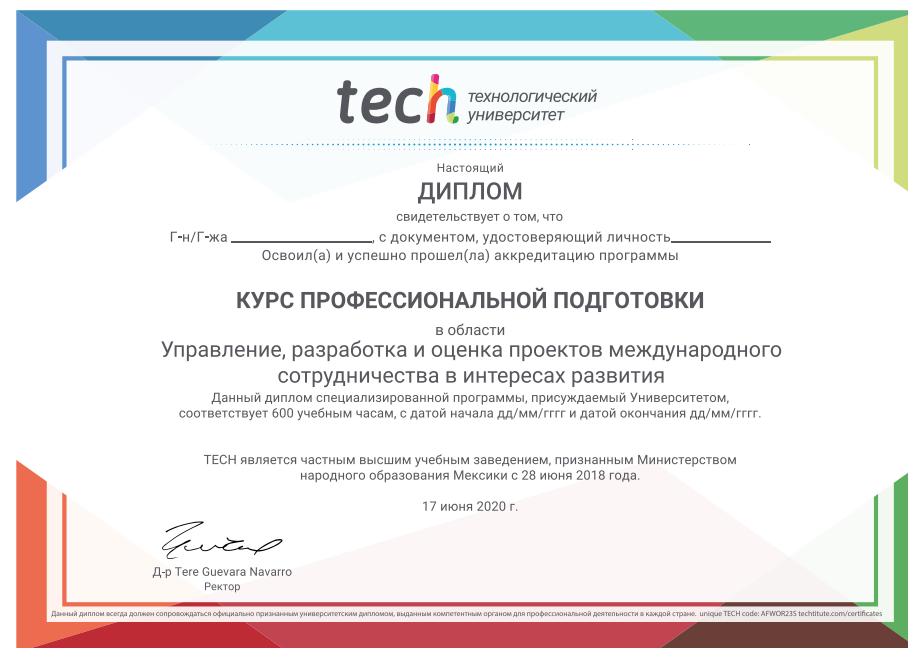 tech технологический
университет
Настоящий
ДИПЛОМ
свидетельствует о том, что
Г-н/Г-жа ________________, с документом, удостоверяющий личность____________
Освоил(а) и успешно прошел(ла) аккредитацию программы
КУРС ПРОФЕССИОНАЛЬНОЙ ПОДГОТОВКИ
в области
Управление, разработка и оценка проектов международного
сотрудничества в интересах развития
Данный диплом специализированной программы, присуждаемый Университетом,
соответствует 600 учебным часам, с датой начала дд/мм/гггг и датой окончания дд/мм/гггг.
TECH является частным высшим учебным заведением, признанным Министерством
народного образования Мексики с 28 июня 2018 года.
17 июня 2020 г.
Д-р Tere Guevara Navarro
Ректор
Данный диплом всегда должен сопровождаться официально признанным университетским дипломом, выданным компетентным органом для профессиональной деятельности в каждой стране. unique TECH code: AFWOR23S techtitute.com/certificates